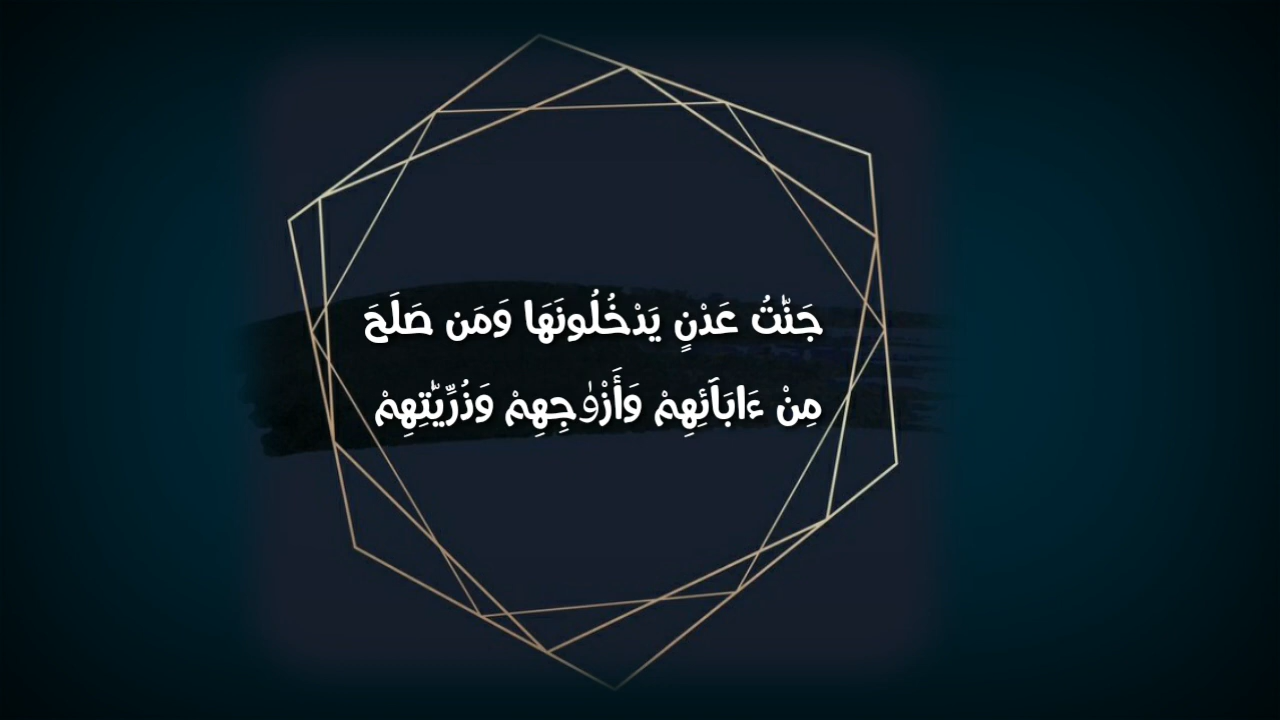 جَنَّٰتُ عَدْنٍ يَدْخُلُونَهَا وَمَن صَلَحَ
مِنْ ءَابَآئِهِمْ وَأَزْوَٰجِهِمْ وَذُرِّيَّٰتِهِمْ